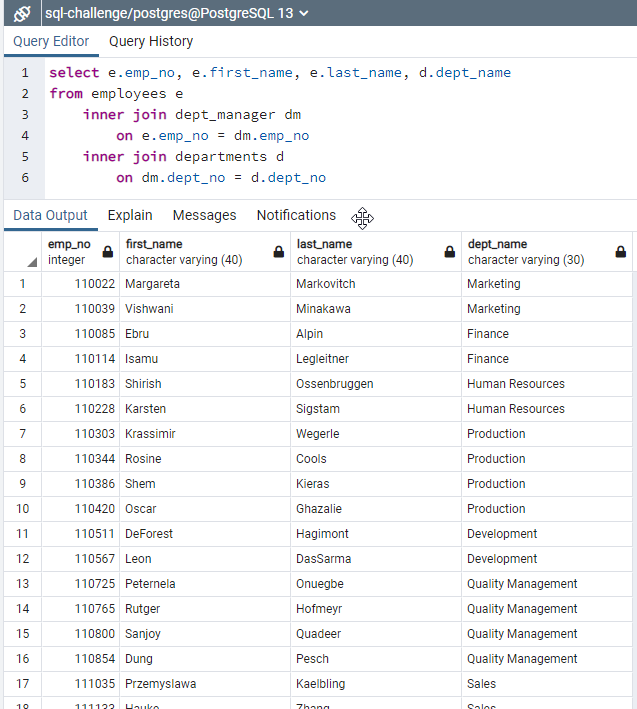 sql-challenge/postgres@PostgreSQL 13
Query Editor Query History
1 select e.emp_no, e.first_name, e.last_name, d.dept_name
2 from employees e
3 inner join dept_manager dm
4 on e.emp_no = dm.emp_no
5 inner join departments d
6 on dm.dept_no = d.dept_no
Data Output Explain Messages Notifications
emp_no first_name last_name dept_name
integer character varying (40) character varying (40) character varying (30)
1 110022 Margareta Markovitch Marketing
2 110039 Vishwani Minakawa Marketing
3 110085 Ebru Alpin Finance
4 110114 Isamu Legleitner Finance
5 110183 Shirish Ossenbruggen Human Resources
6 110228 Karsten Sigstam Human Resources
7 110303 Krassimir Wegerle Production
8 110344 Rosine Cools Production
9 110386 Shem Kieras Production
10 110420 Oscar Ghazalie Production
11 110511 DeForest Hagimont Development
12 110567 Leon DasSarma Development
13 110725 Peternela Onuegbe Quality Management
14 110765 Rutger Hofmeyr Quality Management
15 110800 Sanjoy Quadeer Quality Management
16 110854 Dung Pesch Quality Management
17 111035 Przemyslawa Kaelbling Sales
18 111133 Hauke Zhang Sales